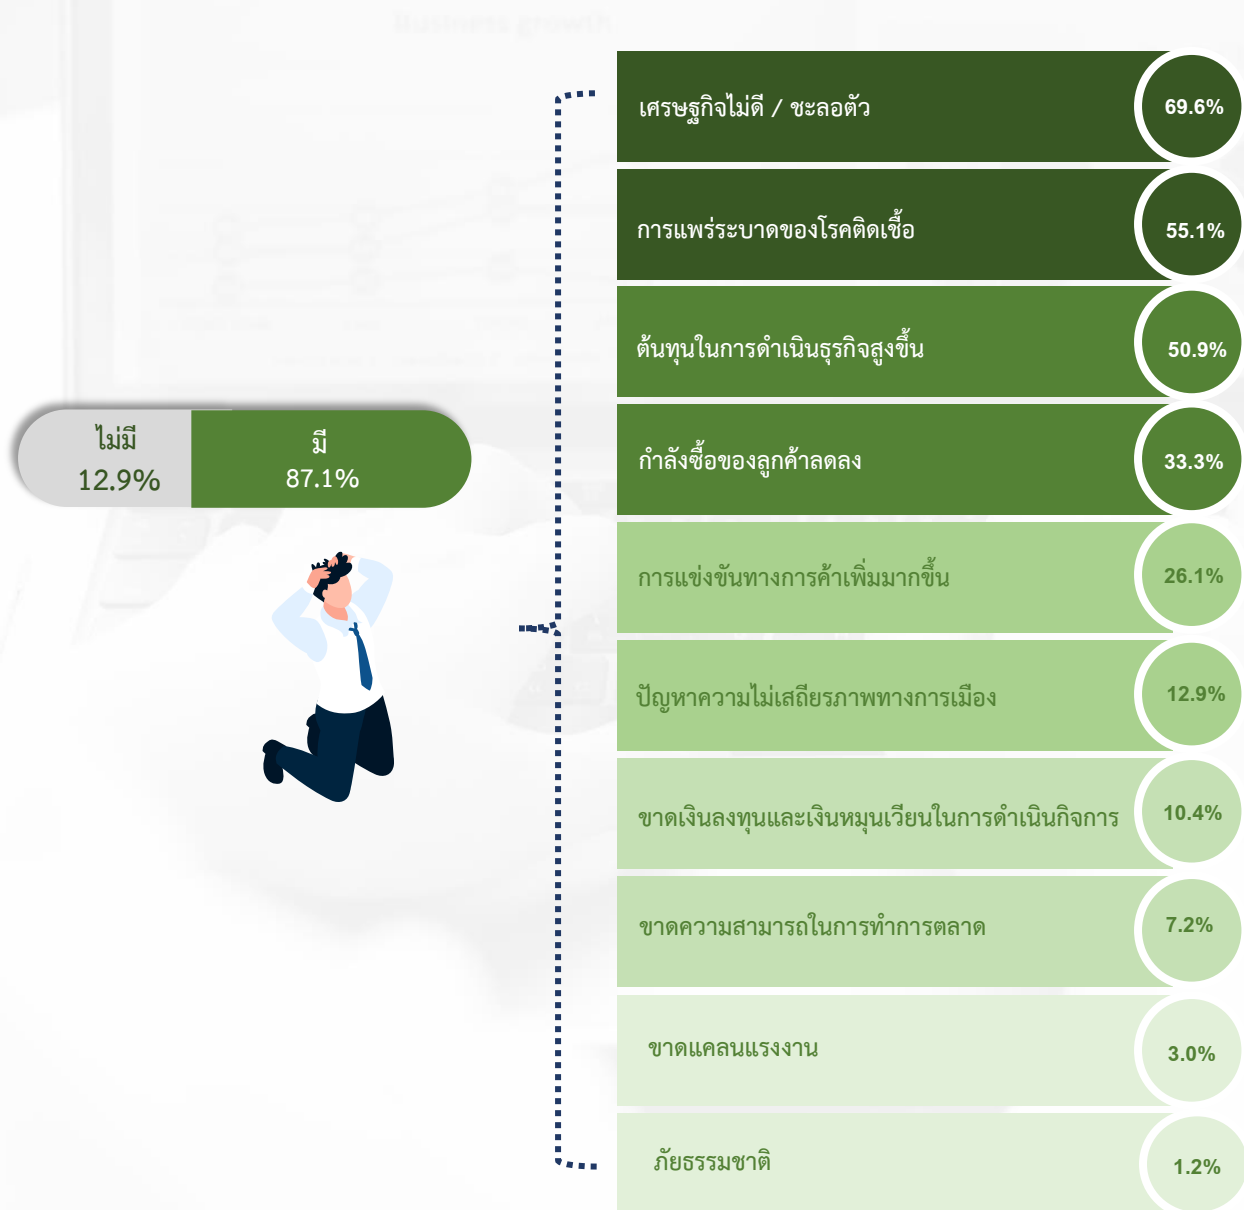 Business growth
เศรษฐกิจไม่ดี / ชะลอตัว
69.6%
การแพร่ระบาดของโรคติดเชื้อ
55.1%
ต้นทุนในการดำเนินธุรกิจสูงขึ้น
50.9%
ไม่มี
12.9%
มี
87.1%
กำลังซื้อของลูกค้าลดลง
33.3%
การแข่งขันทางการค้าเพิ่มมากขึ้น
26.1%
ปัญหาความไม่เสถียรภาพทางการเมือง
12.9%
ขาดเงินลงทุนและเงินหมุนเวียนในการดำเนินกิจการ
10.4%
ขาดความสามารถในการทำการตลาด
7.2%
ขาดแคลนแรงงาน
3.0%
ภัยธรรมชาติ
1.2%